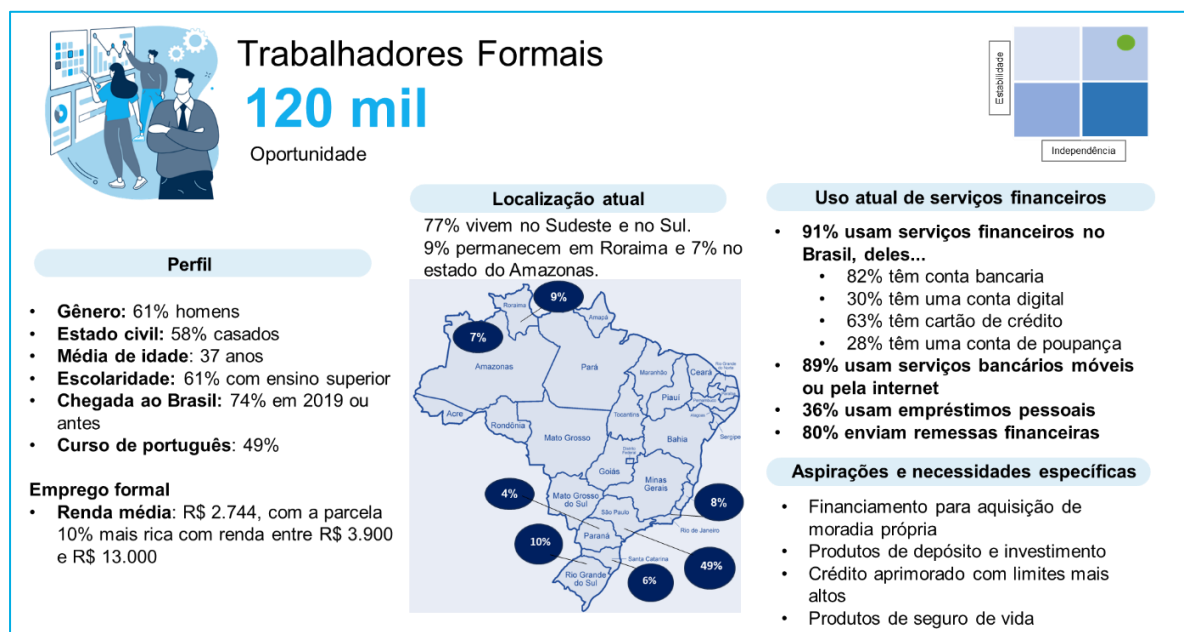 Trabalhadores Formais
120 mil
Oportunidade
Estabilidade
Independência
Perfil
• Gênero: 61% homens
• Estado civil: 58% casados
• Média de idade: 37 anos
• Escolaridade: 61% com ensino superior
• Chegada ao Brasil: 74% em 2019 ou
antes
• Curso de português: 49%
Emprego formal
• Renda média: R$ 2.744, com a parcela
10% mais rica com renda entre R$ 3.900
e R$ 13.000
Localização atual
77% vivem no Sudeste e no Sul.
9% permanecem em Roraima e 7% no
estado do Amazonas.
9%
Roraima
Amapá
7%
Amazonas
Pará
Maranhão
Ceará
Rio Grande
do Norte
Piauí
Pernambuco
Acre
Tocantins
Alagoas
Rondônia
Sergipe
Mato Grosso
Bahia
Distrito
Federal
Goiás
Minas
Gerais
4%
Mato Grosso
do Sul
8%
São Paulo
Rio de Janeiro
Paraná
10%
Santa Catarina
49%
Rio Grande
do Sul
6%
Uso atual de serviços financeiros
• 91% usam serviços financeiros no
Brasil, deles...
• 82% têm conta bancaria
• 30% têm uma conta digital
• 63% têm cartão de crédito
• 28% têm uma conta de poupança
• 89% usam serviços bancários móveis
ou pela internet
• 36% usam empréstimos pessoais
• 80% enviam remessas financeiras
Aspirações e necessidades específicas
• Financiamento para aquisição de
moradia própria
• Produtos de depósito e investimento
• Crédito aprimorado com limites mais
altos
• Produtos de seguro de vida